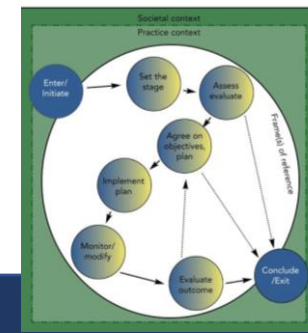 Societal context
Practice context
Enter/
Initiate
Set the
stage
Assess
evaluate
Agree on
objectives,
plan
Frame(s) of reference
Implement
plan
Monitor/
modify
Evaluate
outcome
Conclude
/Exit